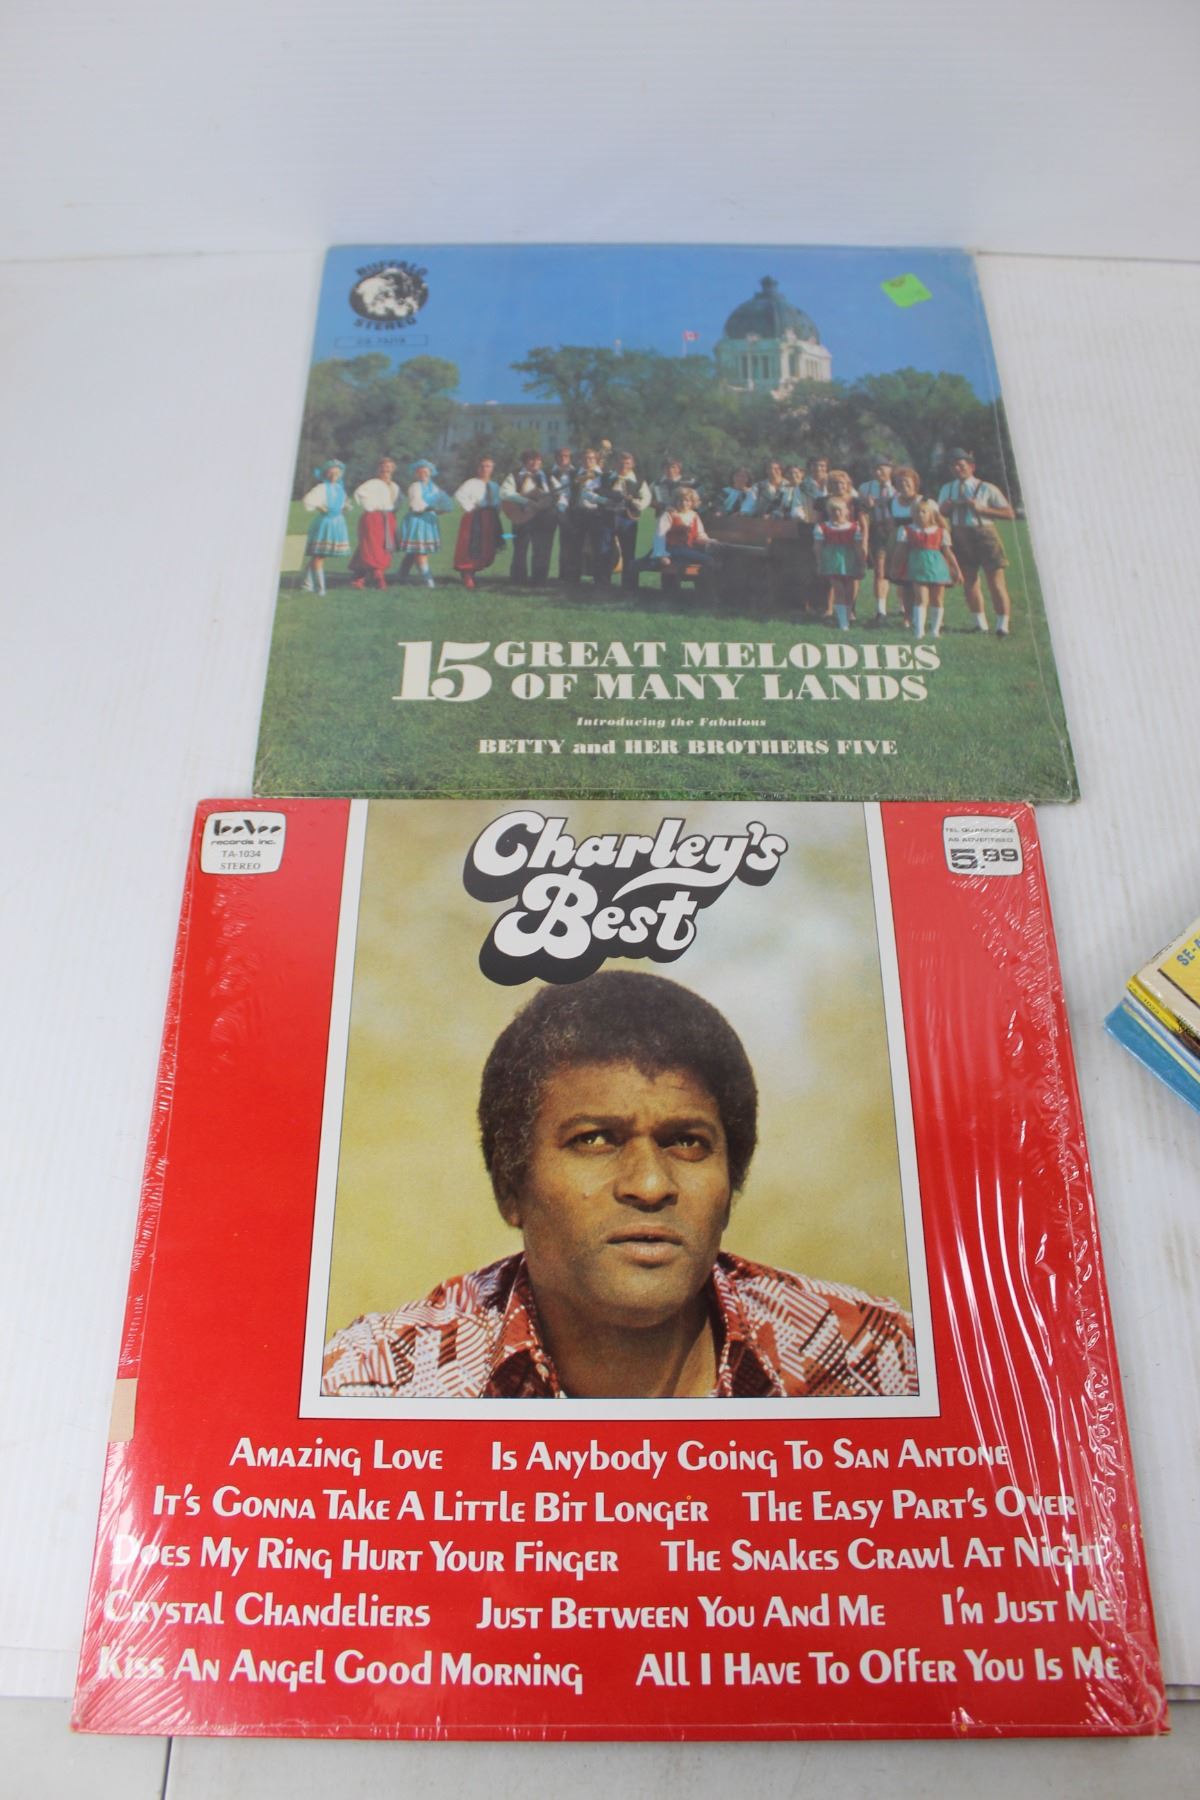 BUFFALO
STEREO
15 GREAT MELODIES
OF MANY LANDS
Introducing the Fabulous
BETTY and HER BROTHERS FIVE
TeeVee
records inc.
TA-1034
STEREO
TEL QU'ANNONCE
AS ADVERTISED
5.99
Charley's
Best
AMAZING LOVE IS ANYBODY GOING TO SAN ANTONE
IT'S GONNA TAKE A LITTLE BIT LONGER THE EASY PART'S OVER
DOES MY RING HURT YOUR FINGER THE SNAKES CRAWL AT NIGHT
CRYSTAL CHANDELIERS JUST BETWEEN YOU AND ME I'M JUST ME
KISS AN ANGEL GOOD MORNING ALL I HAVE TO OFFER YOU IS ME